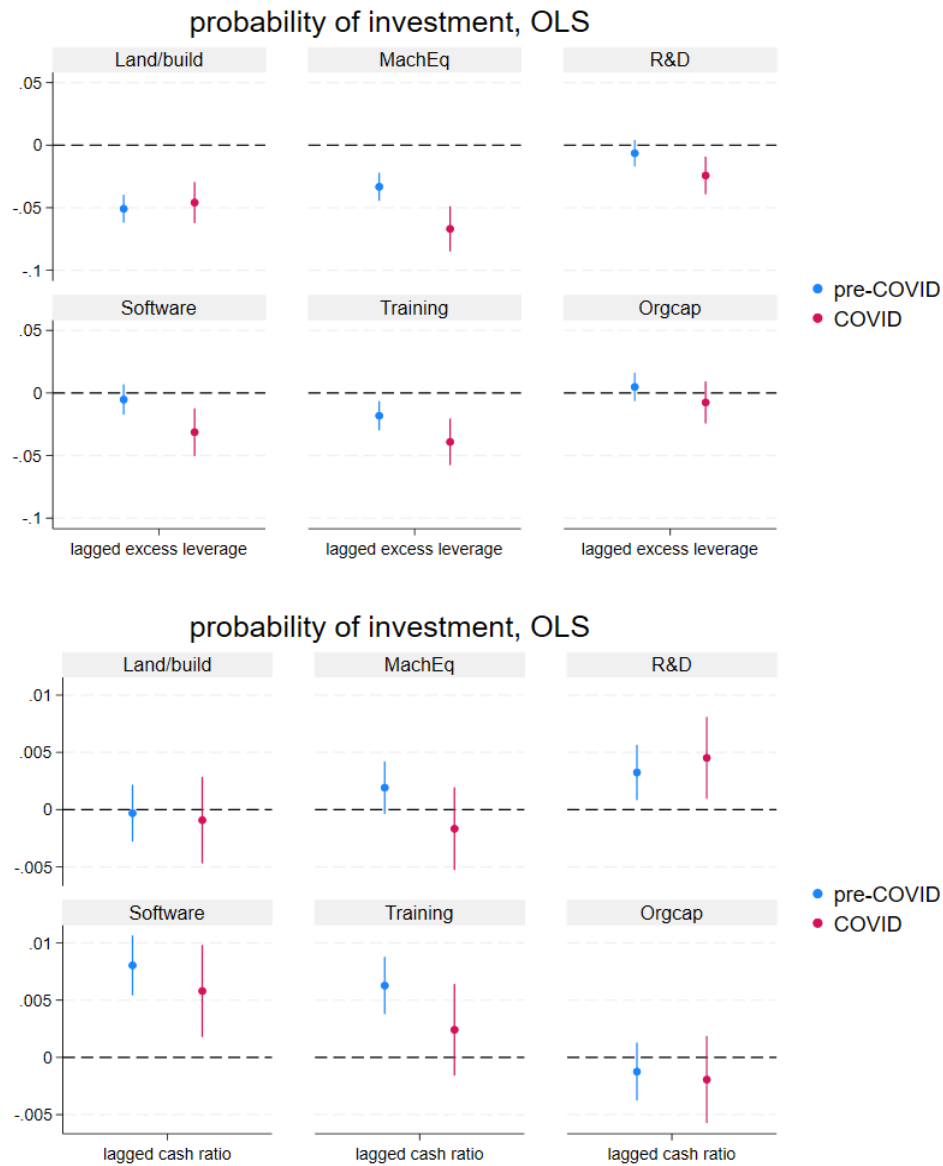 probability of investment, OLS
Land/build MachEq R&D
.05
0
-.05
-.1
Software Training Orgcap
.05
0
-.05
-.1
lagged excess leverage lagged excess leverage lagged excess leverage
pre-COVID
COVID
probability of investment, OLS
Land/build MachEq R&D
.01
.005
0
-.005
Software Training Orgcap
.01
.005
0
-.005
lagged cash ratio lagged cash ratio lagged cash ratio
pre-COVID
COVID